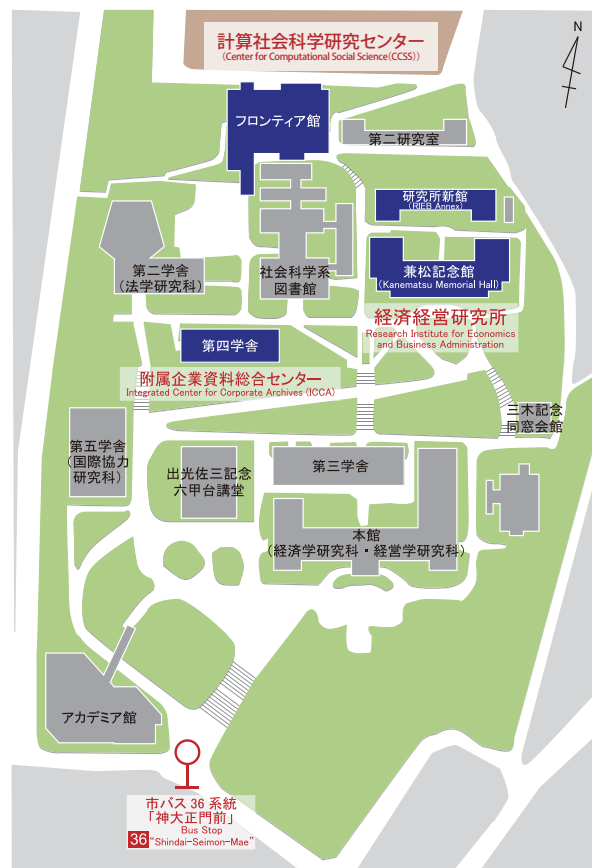 計算社会科学研究センター
(Center for Computational Social Science(CCSS))
N
フロンティア館
第二研究室
研究所新館
(RIEB Annex)
第二学舎
(法学研究科)
社会科学系
図書館
兼松記念館
(Kanematsu Memorial Hall)
経済経営研究所
Research Institute for Economics
and Business Administration
第四学舎
附属企業資料総合センター
Integrated Center for Corporate Archives (ICCA)
三木記念
同窓会館
第五学舎
(国際協力
研究科)
出光佐三記念
六甲台講堂
第三学舎
本館
(経済学研究科・経営学研究科)
アカデミア館
市バス 36 系統
「神大正門前」
Bus Stop
36 "Shindai-Seimon-Mae"